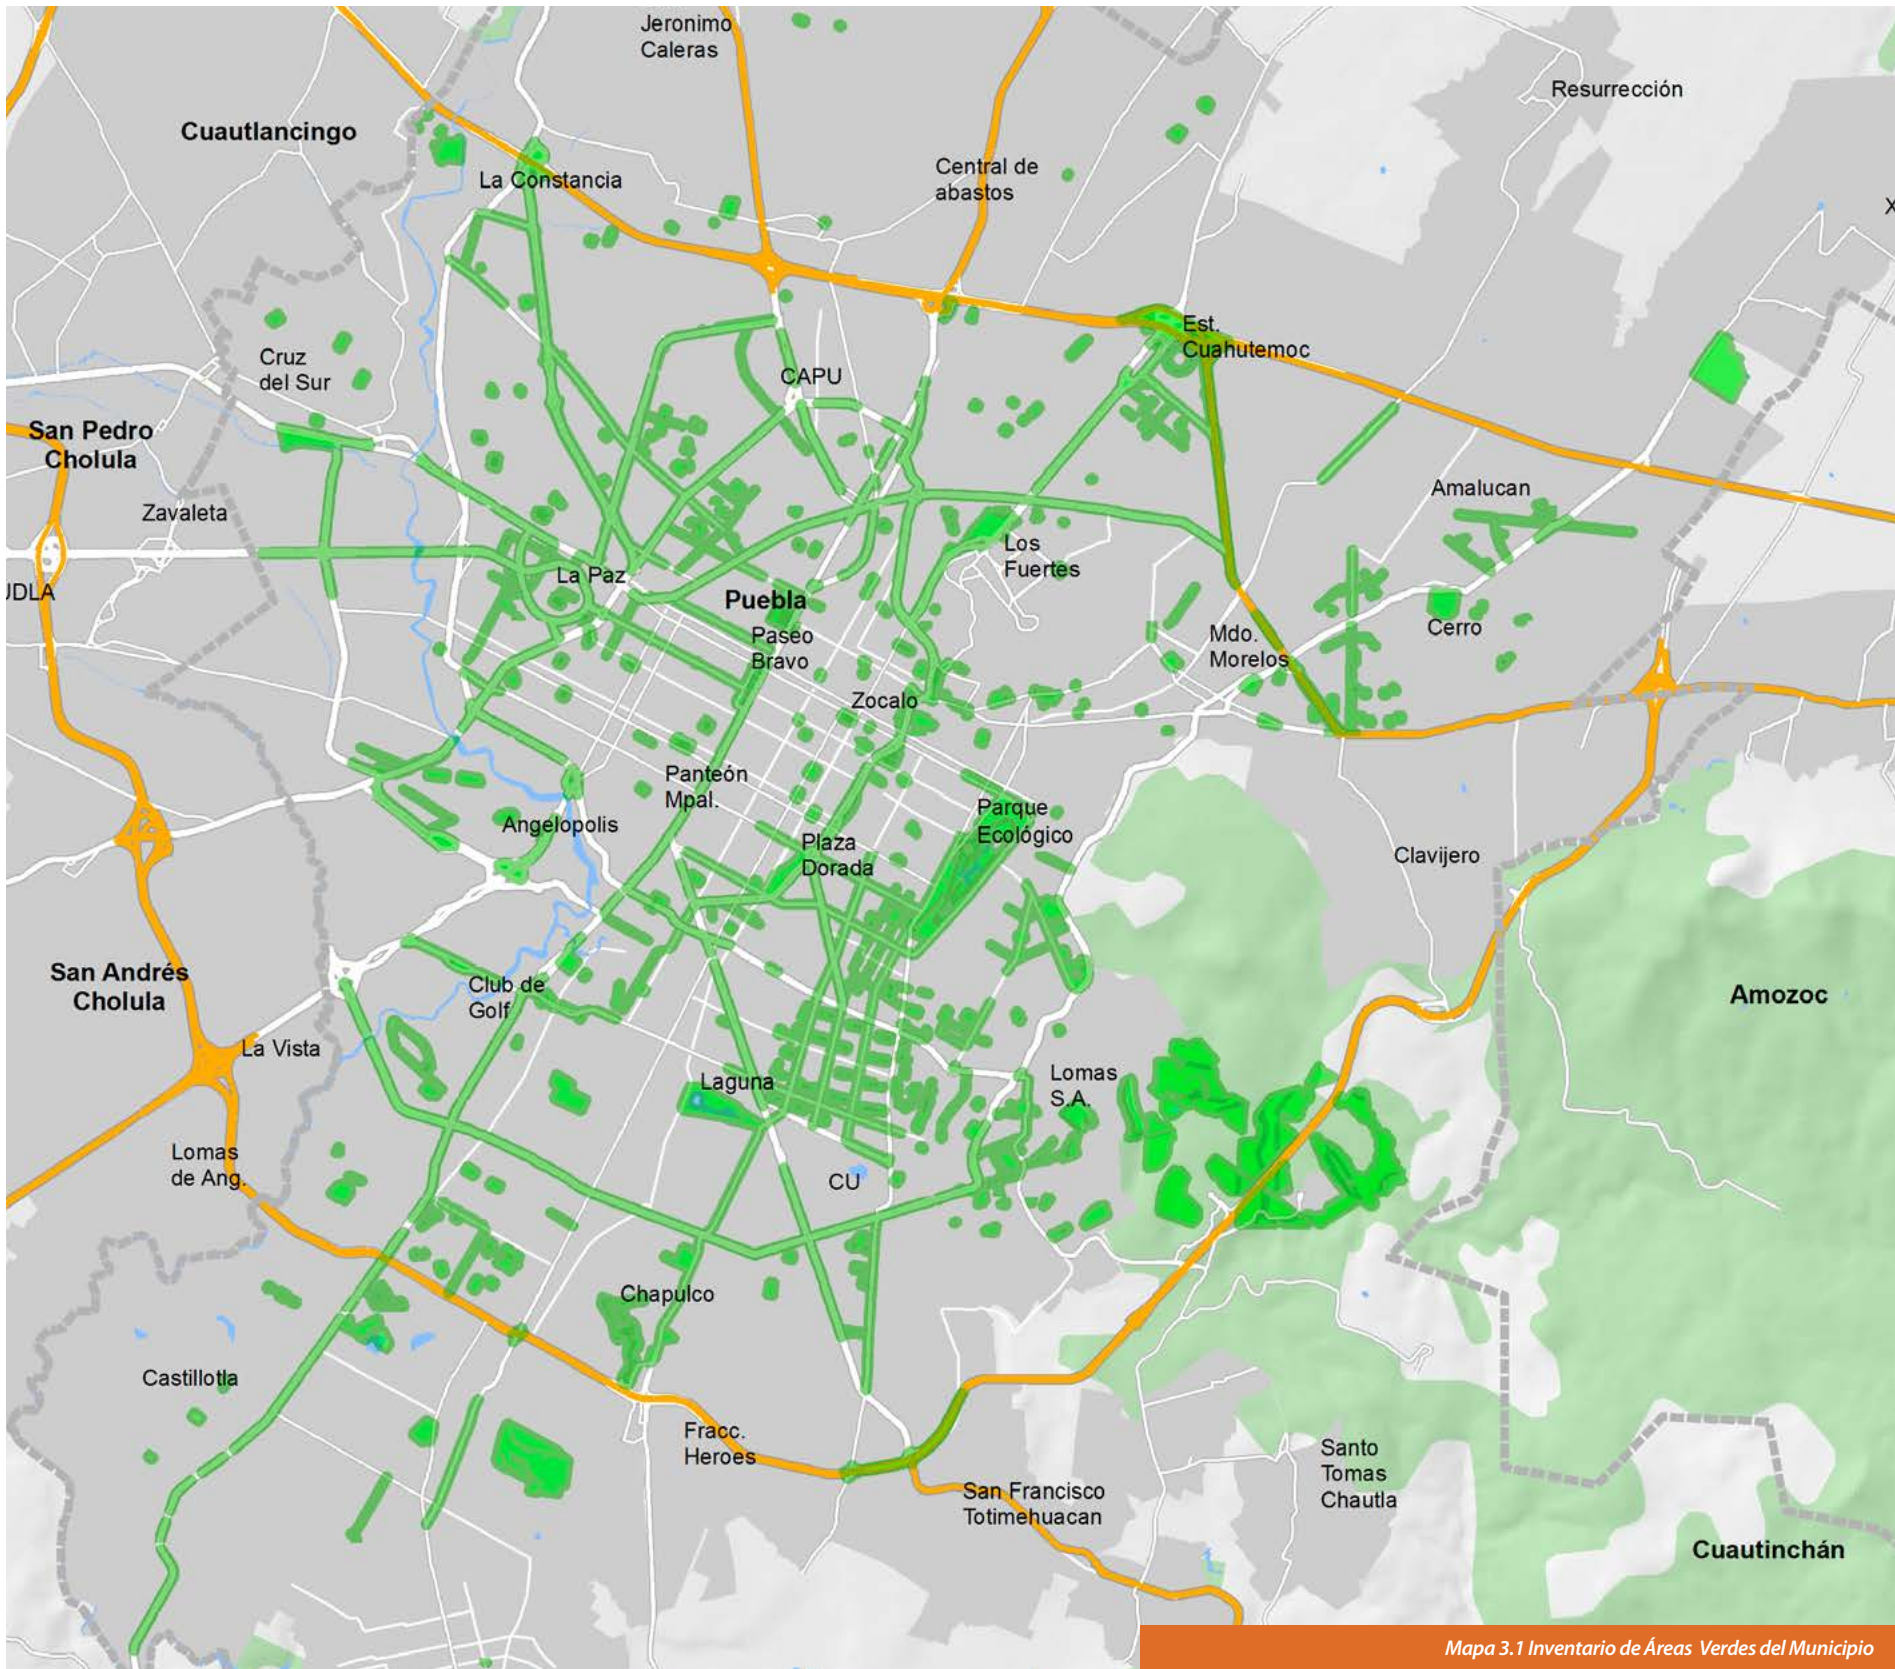 Jeronimo
Caleras
Resurrección
Cuautlancingo
La Constancia
Central de
abastos
X
Est.
Cuahutemoc
Cruz
del Sur
CAPU
San Pedro
Cholula
Zavaleta
Amalucan
Los
Fuertes
La Paz
JDLA
Puebla
Paseo
Bravo
Cerro
Mdo.
Morelos
Zocalo
Panteón
Mpal.
Parque
Ecológico
Angelopolis
Plaza
Dorada
Clavijero
San Andrés
Cholula
Club de
Golf
Amozoc
La Vista
Laguna
Lomas
S.A.
Lomas
de Ang.
CU
Chapulco
Castillotla
Fracc.
Heroes
Santo
Tomas
Chautla
San Francisco
Totimehuacan
Cuautinchán
Mapa 3.1 Inventario de Áreas Verdes del Municipio